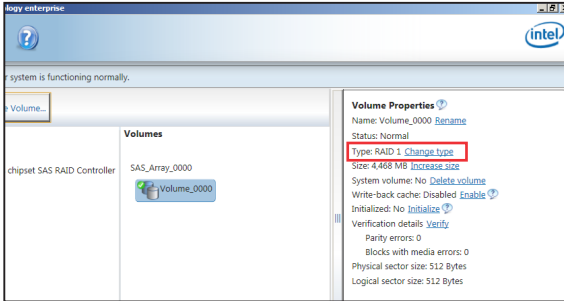 ology enterprise
intel
r system is functioning normally.
e Volume...
Volumes
chipset SAS RAID Controller
SAS_Array_0000
Volume_0000
Volume Properties
Name: Volume_0000 Rename
Status: Normal
Type: RAID 1 Change type
Size: 4,468 MB Increase size
System volume: No Delete volume
Write-back cache: Disabled Enable
Initialized: No Initialize
Verification details Verify
Parity errors: 0
Blocks with media errors: 0
Physical sector size: 512 Bytes
Logical sector size: 512 Bytes